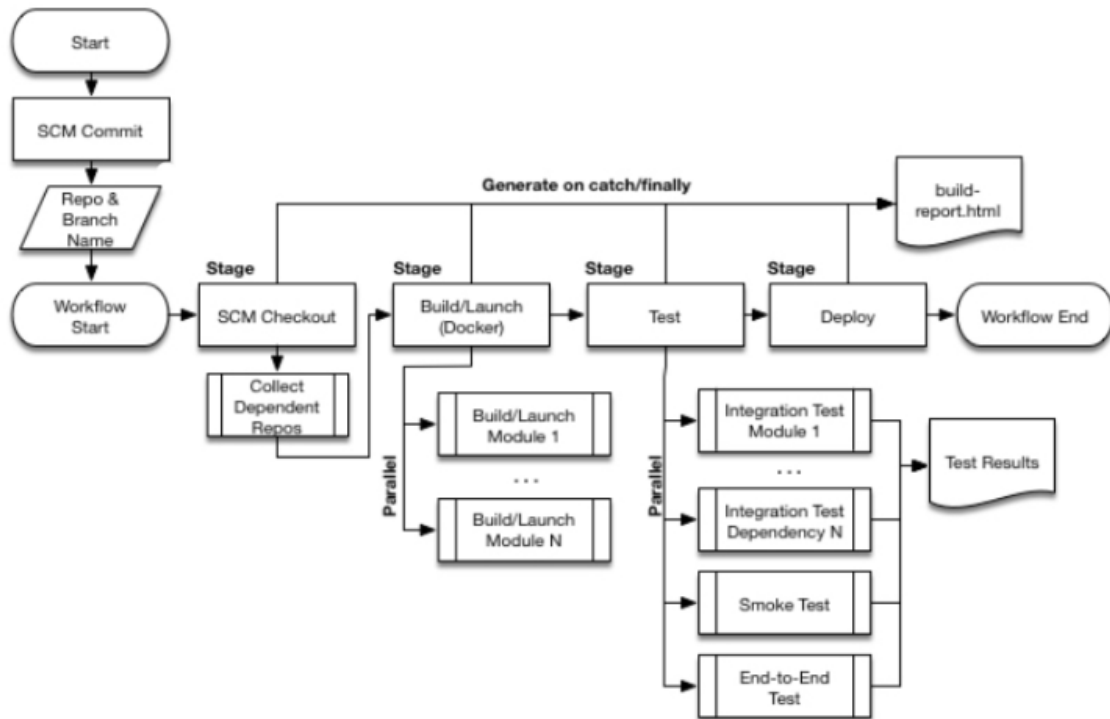 Start
SCM Commit
Repo &
Branch
Name
Workflow
Start
Generate on catch/finally
build-
report.html
Stage
SCM Checkout
Collect
Dependent
Repos
Stage
Build/Launch
(Docker)
Parallel
Build/Launch
Module 1
...
Build/Launch
Module N
Stage
Test
Parallel
Integration Test
Module 1
...
Integration Test
Dependency N
Smoke Test
End-to-End
Test
Test Results
Stage
Deploy
Workflow End